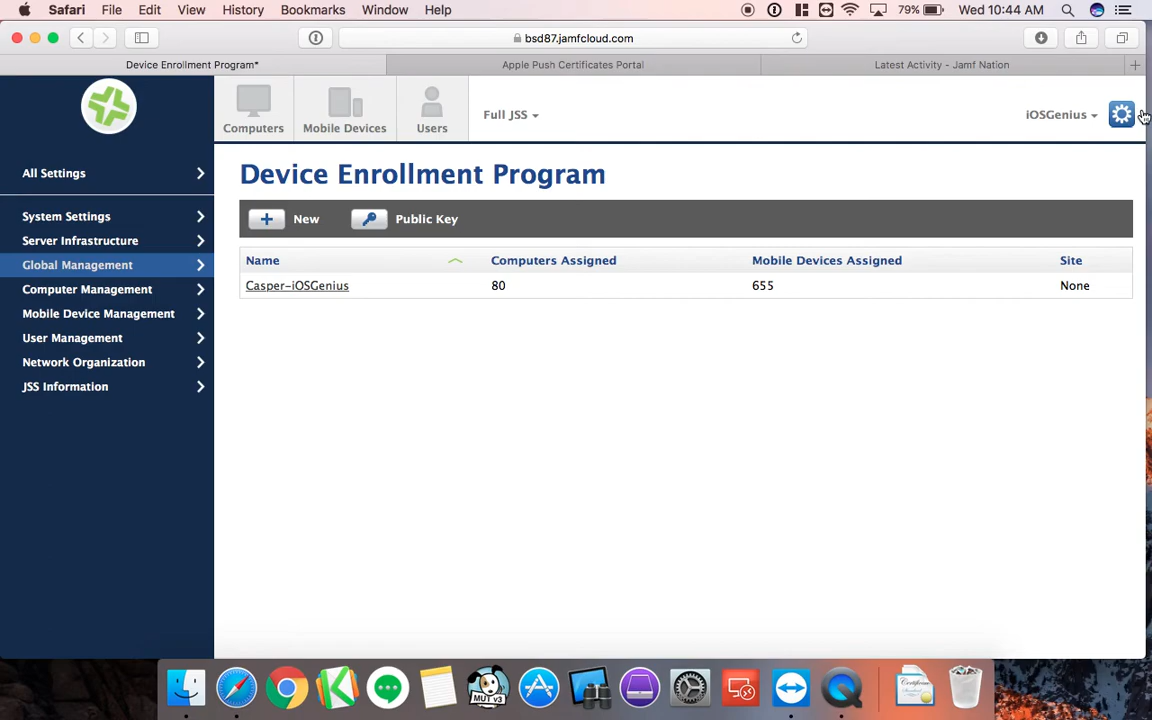 Safari File Edit View History Bookmarks Window Help 79% Wed 10:44 AM
bsd87.jamfcloud.com
Device Enrollment Program* Apple Push Certificates Portal Latest Activity - Jamf Nation
Computers Mobile Devices Users Full JSS iOSGenius
All Settings
System Settings
Server Infrastructure
Global Management
Computer Management
Mobile Device Management
User Management
Network Organization
JSS Information
Device Enrollment Program
New Public Key
Name Computers Assigned Mobile Devices Assigned Site
Casper-iOSGenius 80 655 None
MUT v3